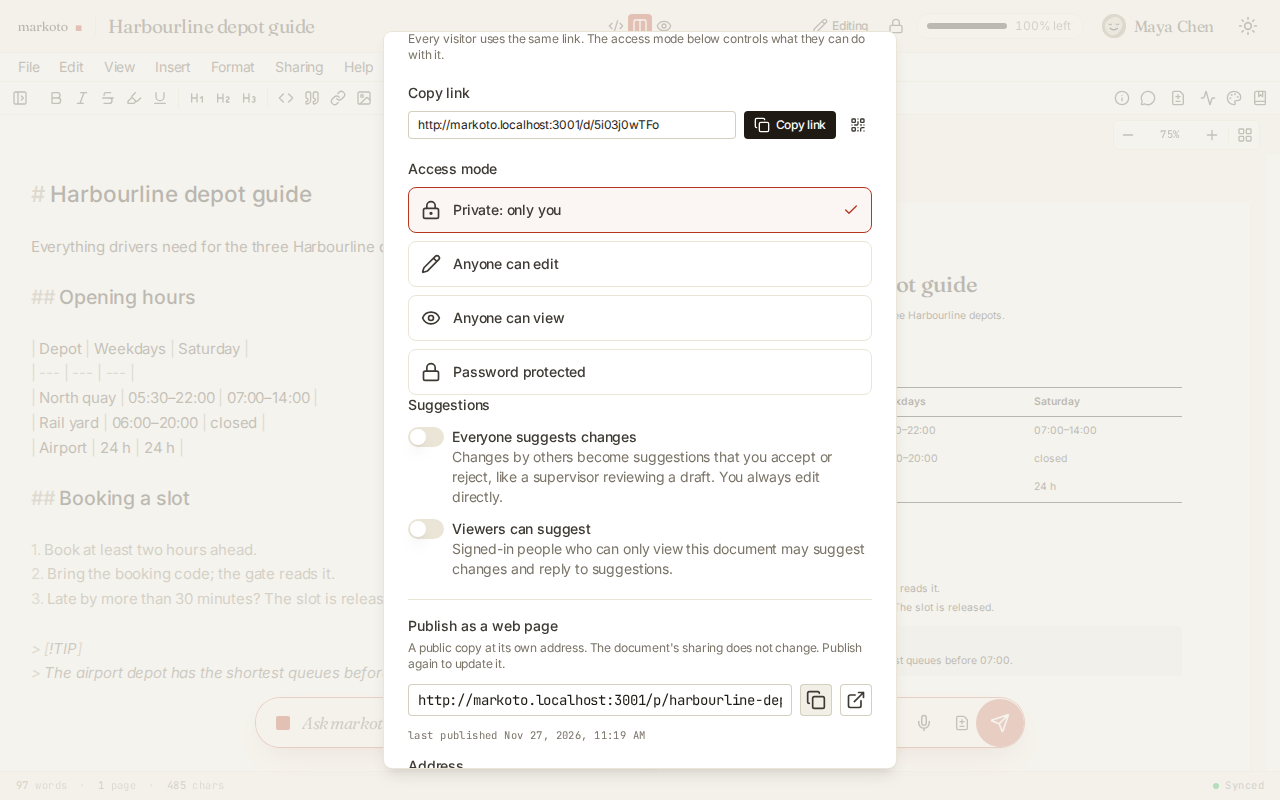 markoto
Harbourline depot guide
Editing
100% left
Maya Chen
File Edit View Insert Format Sharing Help
H1 H2 H3
75%
# Harbourline depot guide
Everything drivers need for the three Harbourline
## Opening hours
| Depot | Weekdays | Saturday |
| --- | --- | --- |
| North quay | 05:30–22:00 | 07:00–14:00 |
| Rail yard | 06:00–20:00 | closed |
| Airport | 24 h | 24 h |
## Booking a slot
1. Book at least two hours ahead.
2. Bring the booking code; the gate reads it.
3. Late by more than 30 minutes? The slot is releas
> [!TIP]
> The airport depot has the shortest queues before
Every visitor uses the same link. The access mode below controls what they can do
with it.
Copy link
http://markoto.localhost:3001/d/5i03j0wTFo
Copy link
Access mode
Private: only you
Anyone can edit
Anyone can view
Password protected
Suggestions
Everyone suggests changes
Changes by others become suggestions that you accept or
reject, like a supervisor reviewing a draft. You always edit
directly.
Viewers can suggest
Signed-in people who can only view this document may suggest
changes and reply to suggestions.
Publish as a web page
A public copy at its own address. The document's sharing does not change. Publish
again to update it.
http://markoto.localhost:3001/p/harbourline-dep
last published Nov 27, 2026, 11:19 AM
Address
ot guide
ee Harbourline depots.
kdays Saturday
0–22:00 07:00–14:00
0–20:00 closed
24 h
reads it.
The slot is released.
st queues before 07:00.
Ask markot
97 words · 1 page · 485 chars
Synced